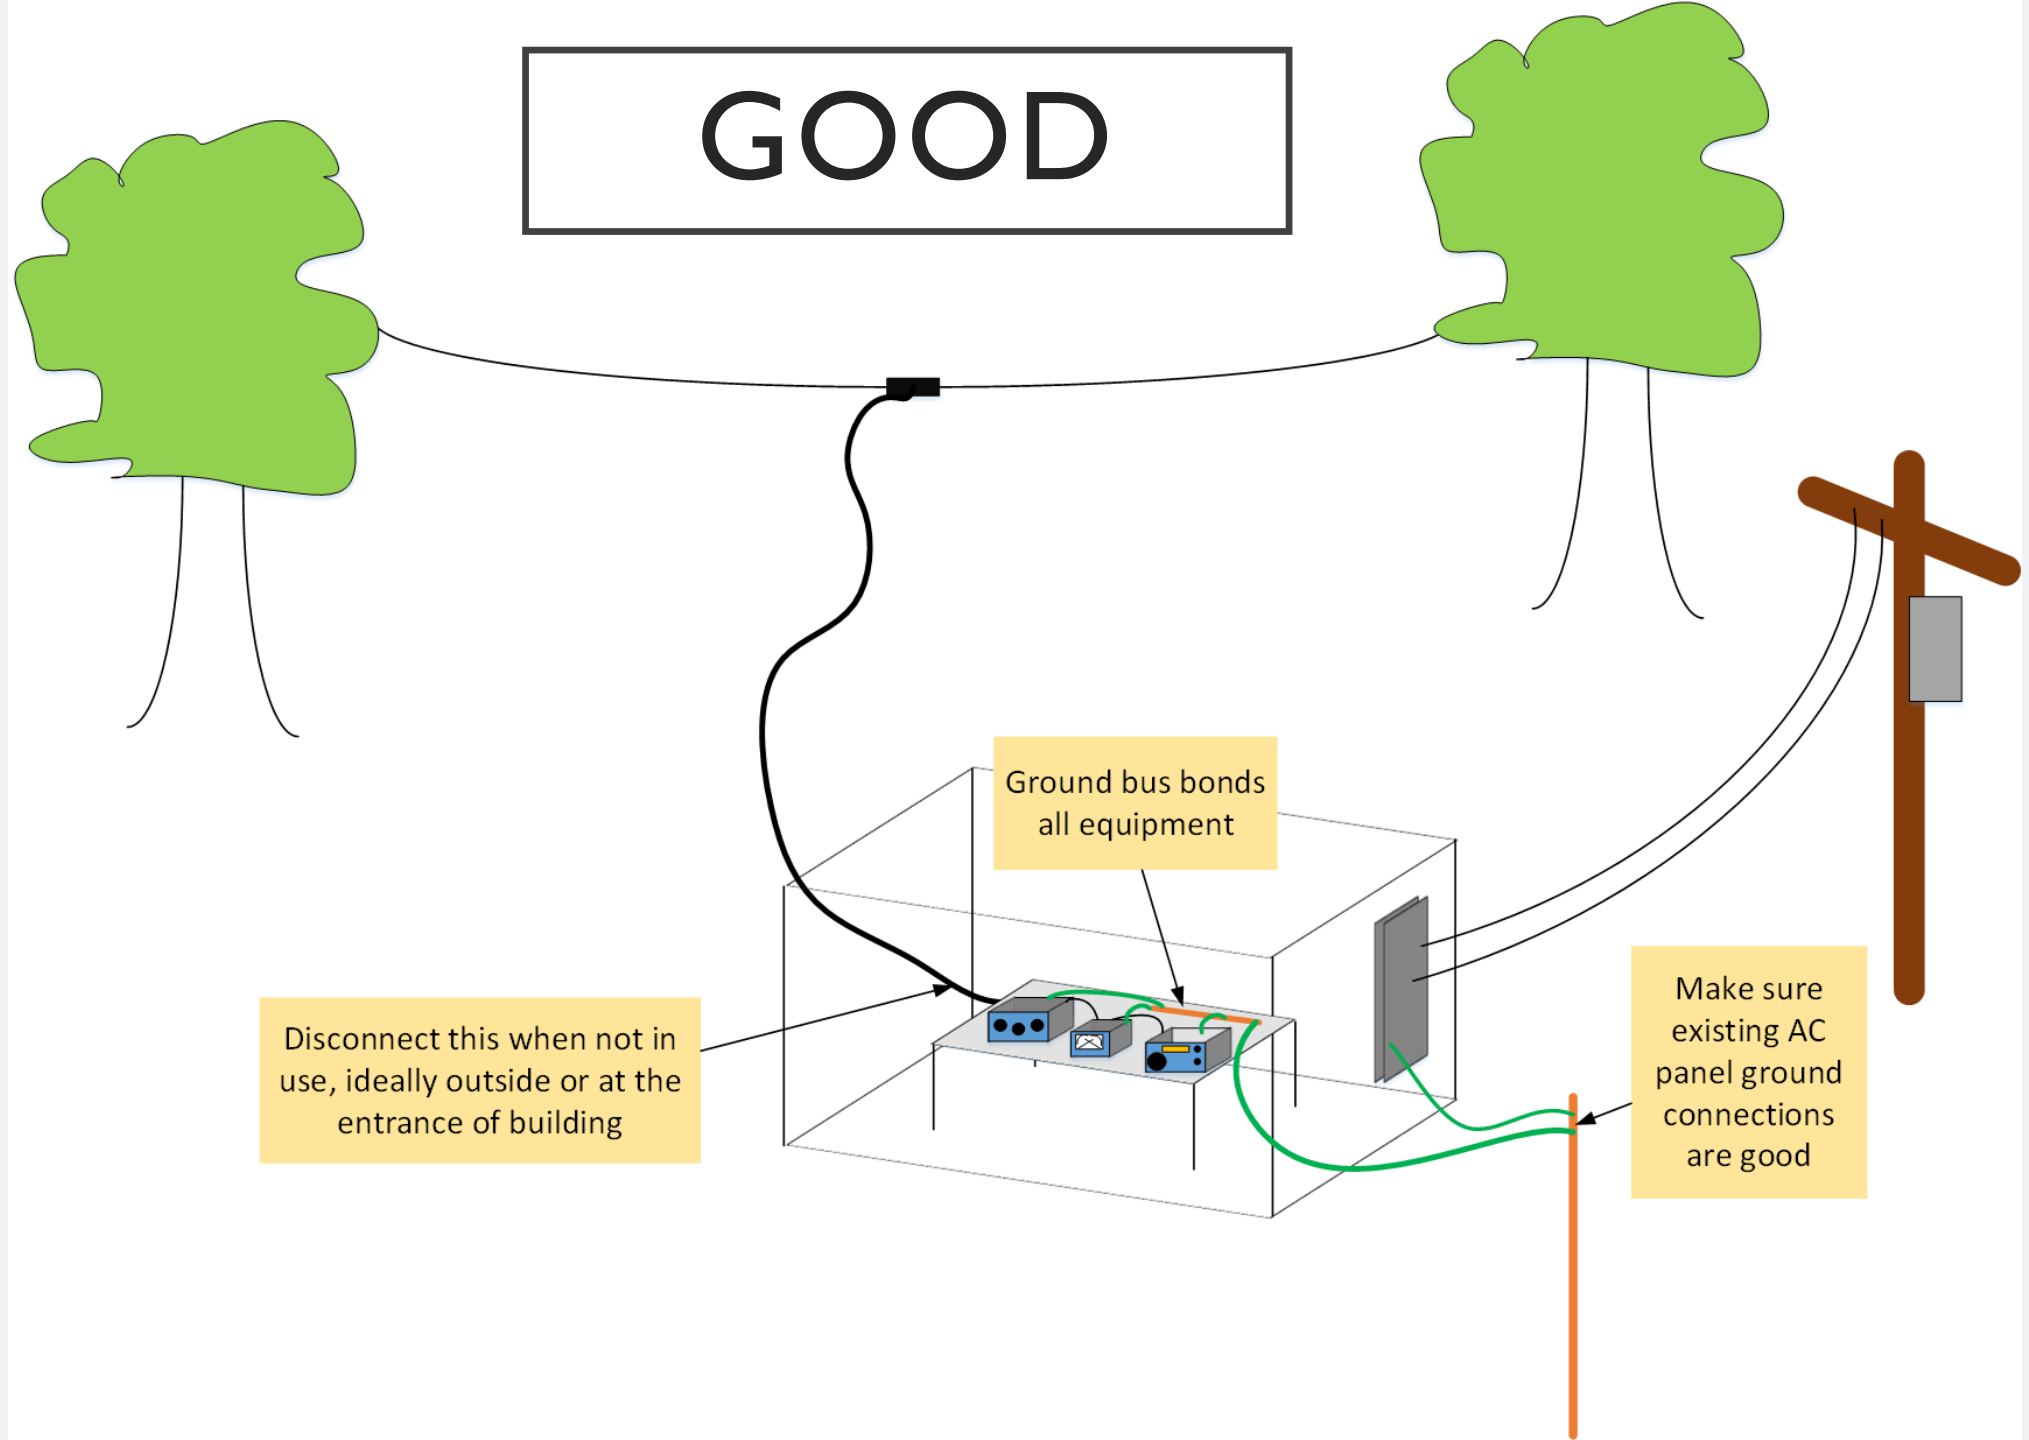 GOOD
Ground bus bonds
all equipment
Disconnect this when not in
use, ideally outside or at the
entrance of building
Make sure
existing AC
panel ground
connections
are good